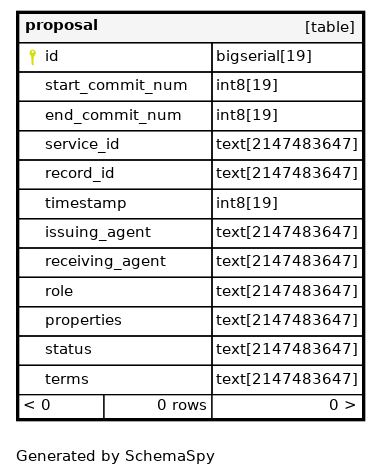 proposal [table]
id bigserial[19]
start_commit_num int8[19]
end_commit_num int8[19]
service_id text[2147483647]
record_id text[2147483647]
timestamp int8[19]
issuing_agent text[2147483647]
receiving_agent text[2147483647]
role text[2147483647]
properties text[2147483647]
status text[2147483647]
terms text[2147483647]
< 0 0 rows 0 >
Generated by SchemaSpy